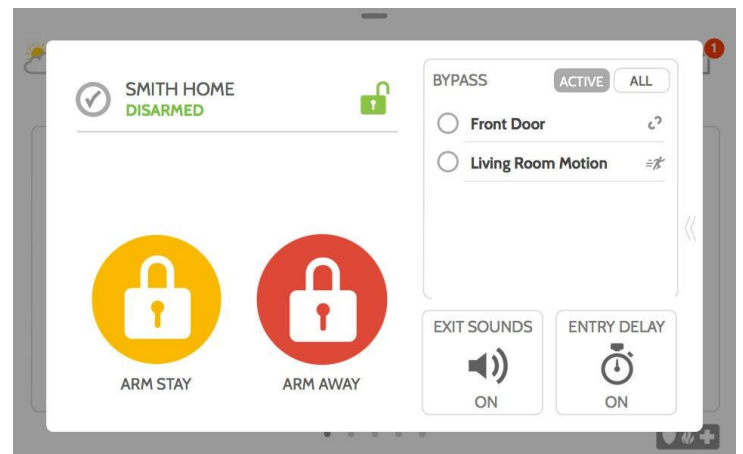 1
SMITH HOME
DISARMED
BYPASS
ACTIVE
ALL
Front Door
Living Room Motion
ARM STAY
ARM AWAY
EXIT SOUNDS
ON
ENTRY DELAY
ON